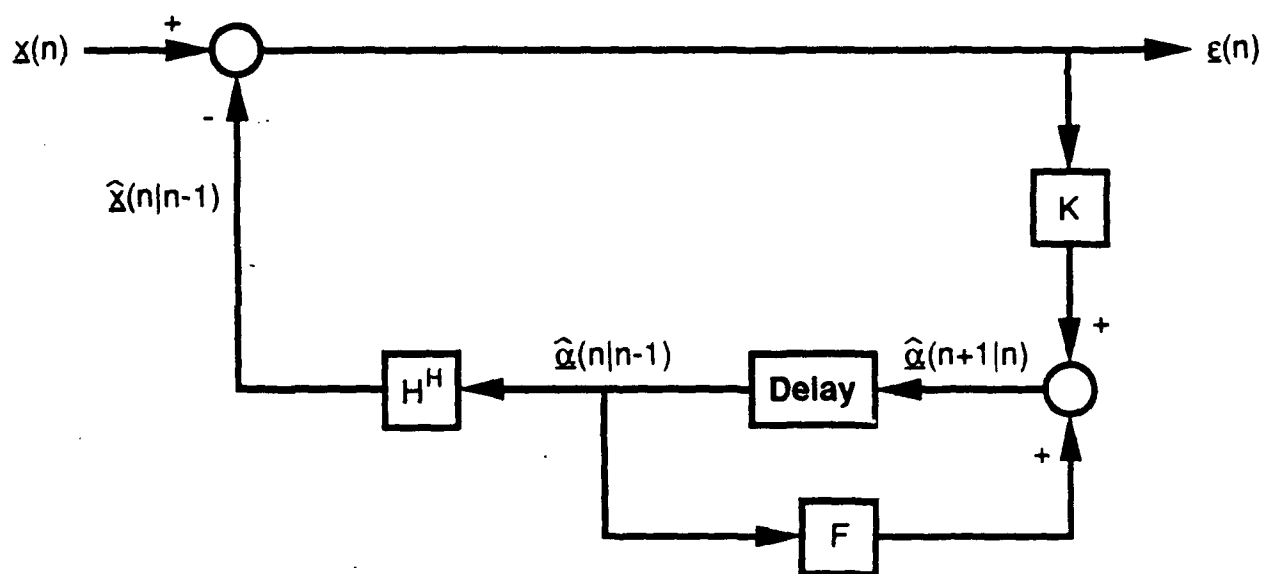 x̲(n)
+
ε̲(n)
-
x̲̂(n|n-1)
K
+
α̲̂(n|n-1)
α̲̂(n+1|n)
H^H
Delay
+
F